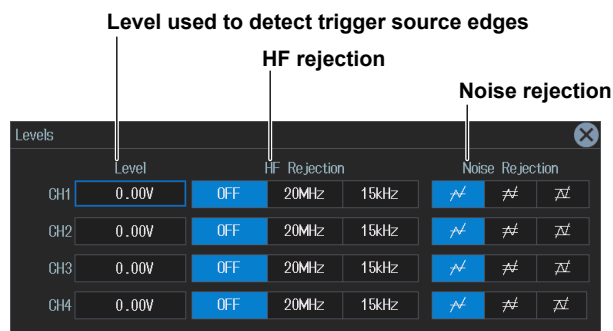 Level used to detect trigger source edges
HF rejection
Noise rejection
Levels
Level HF Rejection Noise Rejection
CH1 0.00V OFF 20MHz 15kHz
CH2 0.00V OFF 20MHz 15kHz
CH3 0.00V OFF 20MHz 15kHz
CH4 0.00V OFF 20MHz 15kHz